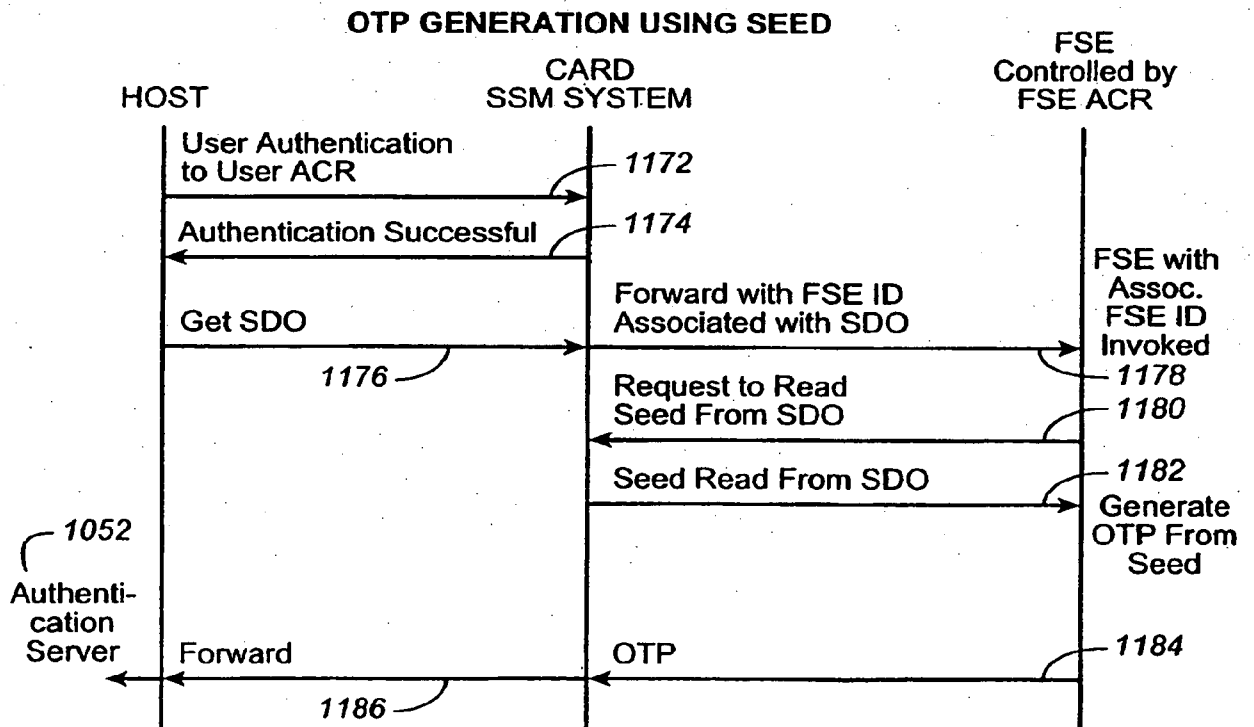 OTP GENERATION USING SEED
HOST
CARD
SSM SYSTEM
FSE
Controlled by
FSE ACR
User Authentication
to User ACR
1172
Authentication Successful
1174
Get SDO
1176
Forward with FSE ID
Associated with SDO
FSE with
Assoc.
FSE ID
Invoked
1178
Request to Read
Seed From SDO
1180
Seed Read From SDO
1182
Generate
OTP From
Seed
1052
Authenti-
cation
Server
Forward
1186
OTP
1184